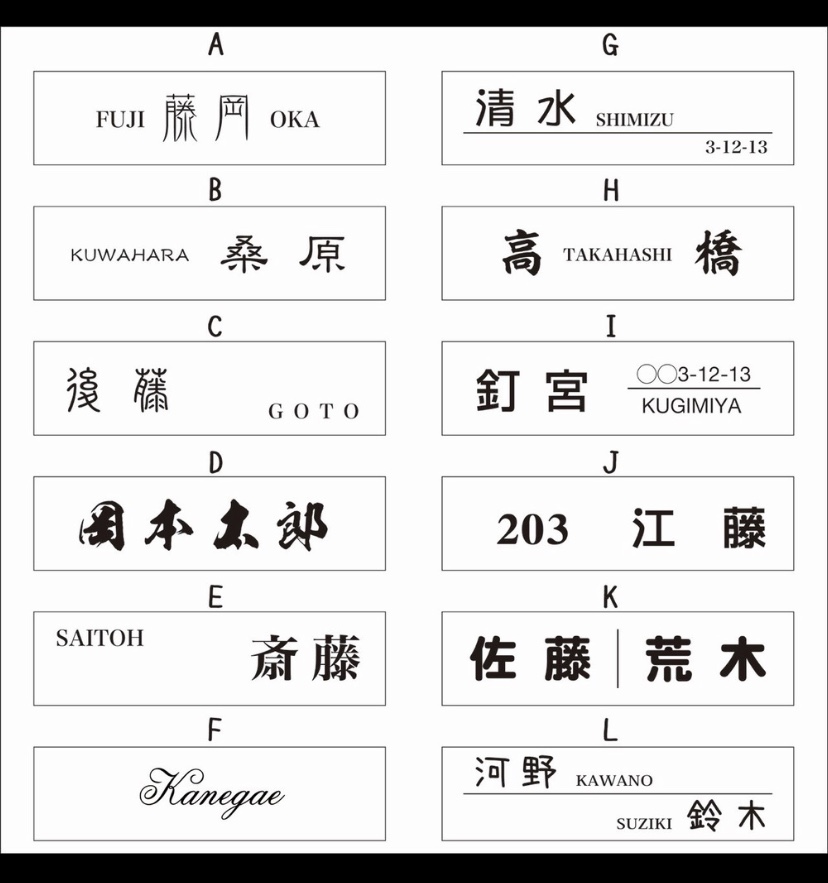 A
FUJI 藤 岡 OKA
B
KUWAHARA 桑 原
C
後 藤
G O T O
D
岡本太郎
E
SAITOH
斎 藤
F
Kanegae
G
清 水 SHIMIZU
3-12-13
H
高 TAKAHASHI 橋
I
釘 宮
〇〇3-12-13
KUGIMIYA
J
203 江 藤
K
佐 藤 | 荒 木
L
河 野 KAWANO
SUZIKI 鈴 木